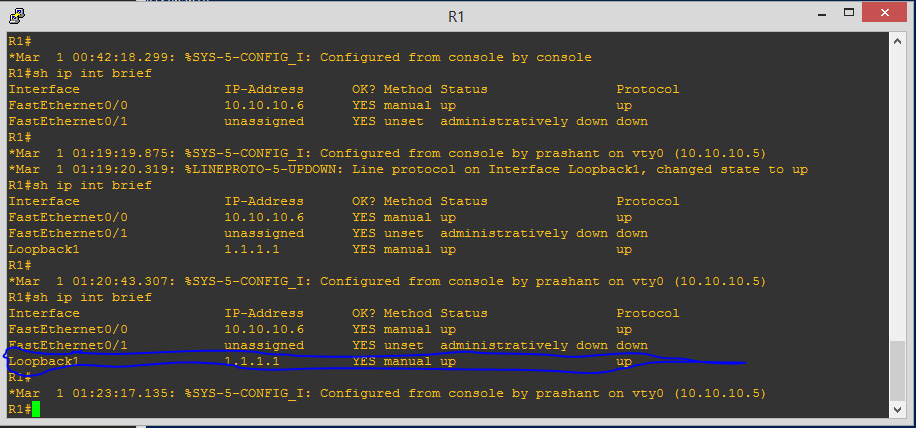 R1
R1#
*Mar  1 00:42:18.299: %SYS-5-CONFIG_I: Configured from console by console
R1#sh ip int brief
Interface                  IP-Address      OK? Method Status                Protocol
FastEthernet0/0            10.10.10.6      YES manual up                    up
FastEthernet0/1            unassigned      YES unset  administratively down down
R1#
*Mar  1 01:19:19.875: %SYS-5-CONFIG_I: Configured from console by prashant on vty0 (10.10.10.5)
*Mar  1 01:19:20.319: %LINEPROTO-5-UPDOWN: Line protocol on Interface Loopback1, changed state to up
R1#sh ip int brief
Interface                  IP-Address      OK? Method Status                Protocol
FastEthernet0/0            10.10.10.6      YES manual up                    up
FastEthernet0/1            unassigned      YES unset  administratively down down
Loopback1                  1.1.1.1         YES manual up                    up
R1#
*Mar  1 01:20:43.307: %SYS-5-CONFIG_I: Configured from console by prashant on vty0 (10.10.10.5)
R1#sh ip int brief
Interface                  IP-Address      OK? Method Status                Protocol
FastEthernet0/0            10.10.10.6      YES manual up                    up
FastEthernet0/1            unassigned      YES unset  administratively down down
Loopback1                  1.1.1.1         YES manual up                    up
R1#
*Mar  1 01:23:17.135: %SYS-5-CONFIG_I: Configured from console by prashant on vty0 (10.10.10.5)
R1#